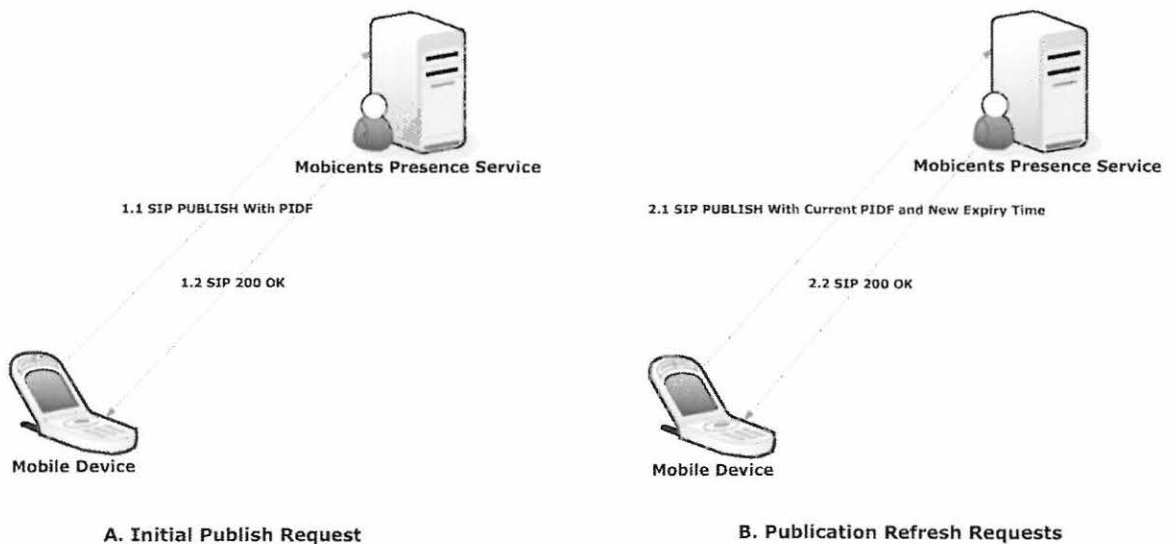 Mobicents Presence Service
1.1 SIP PUBLISH With PIDF
1.2 SIP 200 OK
Mobile Device
A. Initial Publish Request
Mobicents Presence Service
2.1 SIP PUBLISH With Current PIDF and New Expiry Time
2.2 SIP 200 OK
Mobile Device
B. Publication Refresh Requests